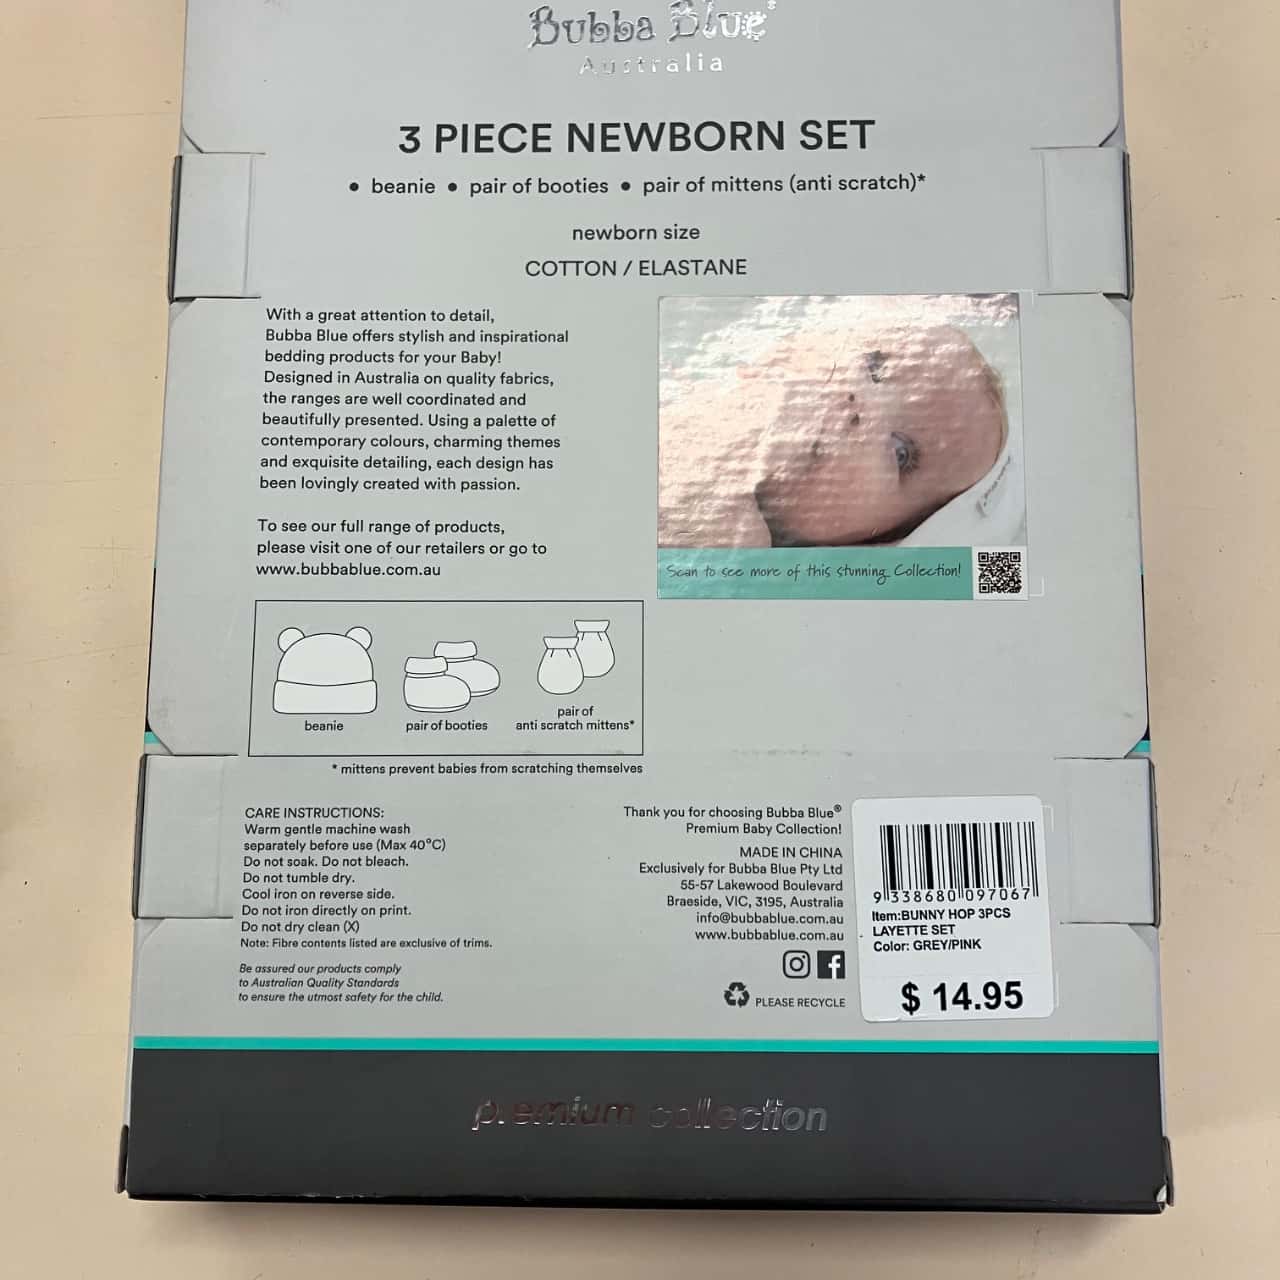 Bubba Blue®
Australia
3 PIECE NEWBORN SET
• beanie • pair of booties • pair of mittens (anti scratch)*
newborn size
COTTON / ELASTANE
With a great attention to detail,
Bubba Blue offers stylish and inspirational
bedding products for your Baby!
Designed in Australia on quality fabrics,
the ranges are well coordinated and
beautifully presented. Using a palette of
contemporary colours, charming themes
and exquisite detailing, each design has
been lovingly created with passion.
To see our full range of products,
please visit one of our retailers or go to
www.bubbablue.com.au
Scan to see more of this stunning Collection!
beanie
pair of booties
pair of
anti scratch mittens*
* mittens prevent babies from scratching themselves
CARE INSTRUCTIONS:
Warm gentle machine wash
separately before use (Max 40°C)
Do not soak. Do not bleach.
Do not tumble dry.
Cool iron on reverse side.
Do not iron directly on print.
Do not dry clean (X)
Note: Fibre contents listed are exclusive of trims.
Be assured our products comply
to Australian Quality Standards
to ensure the utmost safety for the child.
Thank you for choosing Bubba Blue®
Premium Baby Collection!
MADE IN CHINA
Exclusively for Bubba Blue Pty Ltd
55-57 Lakewood Boulevard
Braeside, VIC, 3195, Australia
info@bubbablue.com.au
www.bubbablue.com.au
PLEASE RECYCLE
9 338680 097067
Item:BUNNY HOP 3PCS
LAYETTE SET
Color: GREY/PINK
$ 14.95
premium collection